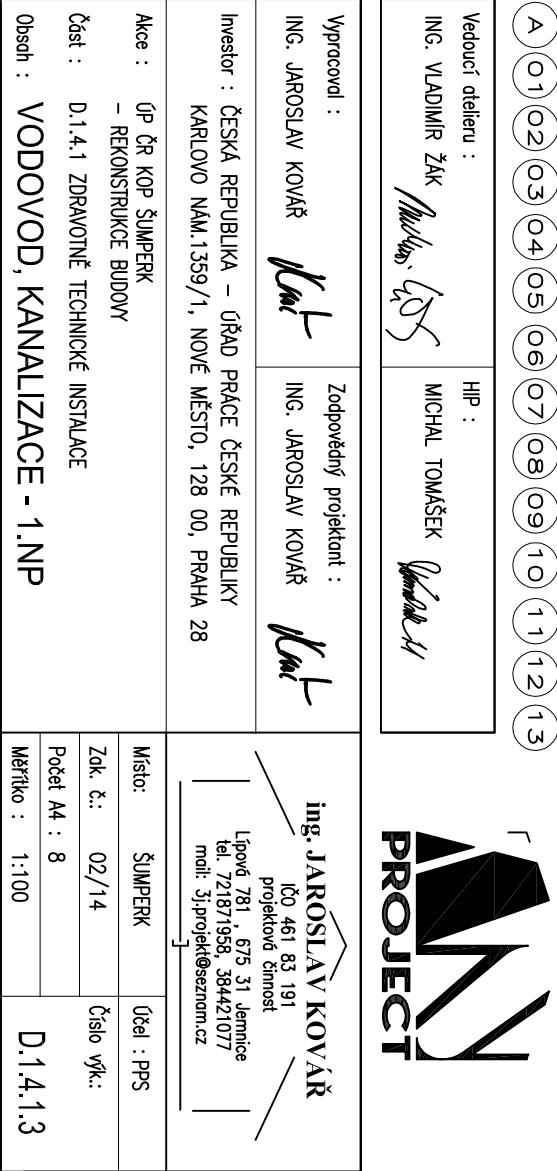 A 01 02 03 04 05 06 07 08 09 10 11 12 13
Vedoucí atelieru :
ING. VLADIMÍR ŽÁK
HIP :
MICHAL TOMÁŠEK
PROJECT
Vypracoval :
ING. JAROSLAV KOVÁŘ
Zodpovědný projektant :
ING. JAROSLAV KOVÁŘ
ing. JAROSLAV KOVÁŘ
IČO 461 83 191
projektová činnost
Lípová 781 , 675 31 Jemnice
tel. 721871958, 384421077
mail: 3j.projekt@seznam.cz
Investor : ČESKÁ REPUBLIKA – ÚŘAD PRÁCE ČESKÉ REPUBLIKY
KARLOVO NÁM.1359/1, NOVÉ MĚSTO, 128 00, PRAHA 28
Akce : ÚP ČR KOP ŠUMPERK
– REKONSTRUKCE BUDOVY
Část : D.1.4.1 ZDRAVOTNĚ TECHNICKÉ INSTALACE
Obsah : VODOVOD, KANALIZACE - 1.NP
Místo: ŠUMPERK
Účel : PPS
Zak. č.: 02/14
Číslo výk.:
Počet A4 : 8
Měřítko : 1:100
D.1.4.1.3